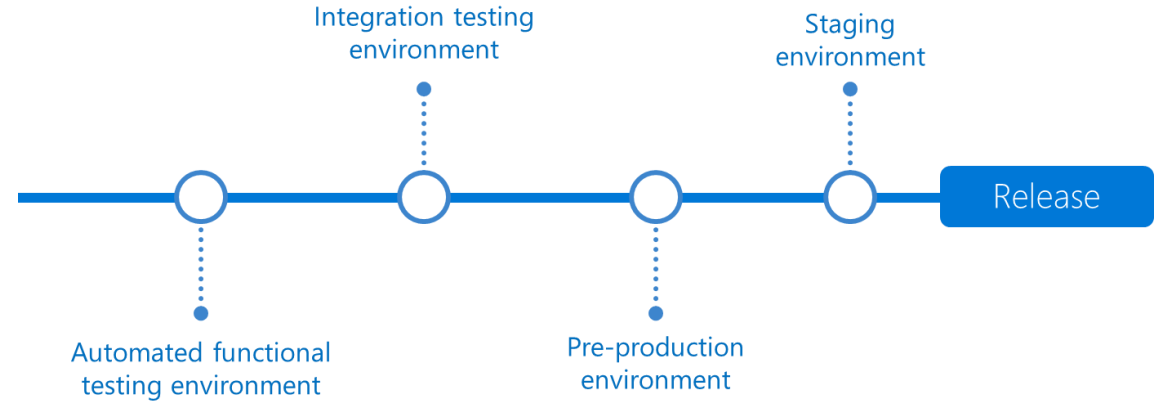 Integration testing
environment
Staging
environment
Release
Automated functional
testing environment
Pre-production
environment